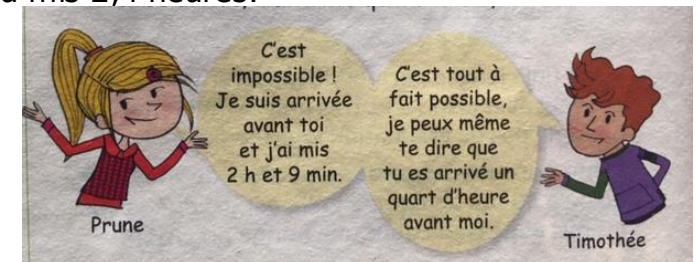 C'est
impossible !
Je suis arrivée
avant toi
et j'ai mis
2 h et 9 min.
C'est tout à
fait possible,
je peux même
te dire que
tu es arrivé un
quart d'heure
avant moi.
Prune
Timothée